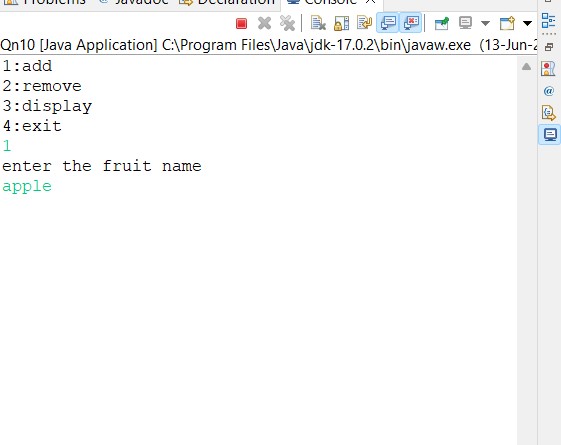 Problems @ Javadoc Declaration Console
Qn10 [Java Application] C:\Program Files\Java\jdk-17.0.2\bin\javaw.exe (13-Jun-2
1:add
2:remove
3:display
4:exit
1
enter the fruit name
apple